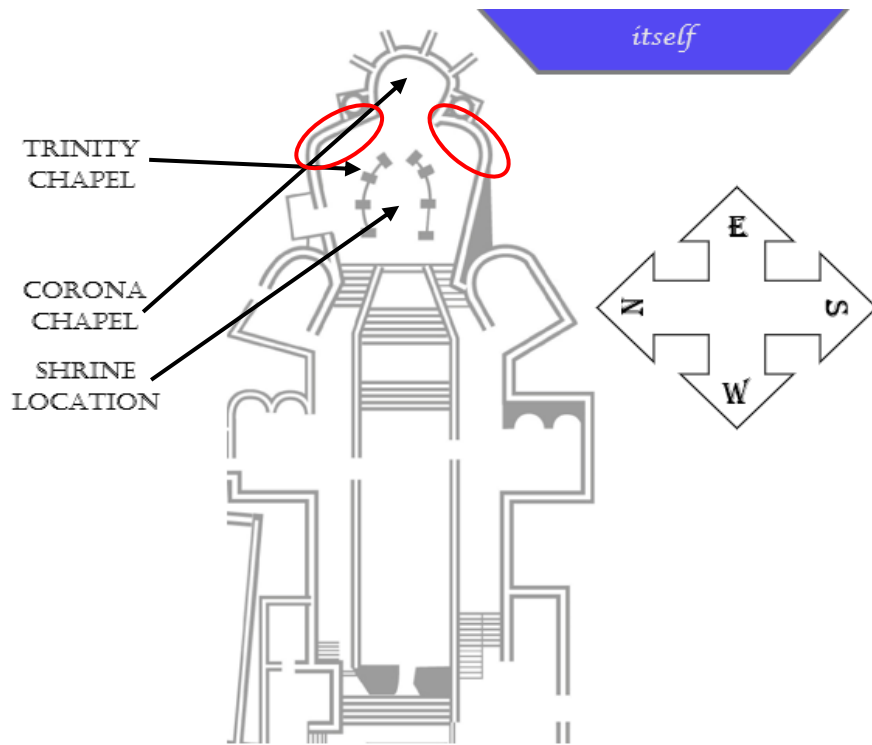 itself
TRINITY
CHAPEL
CORONA
CHAPEL
SHRINE
LOCATION
E
N
S
W